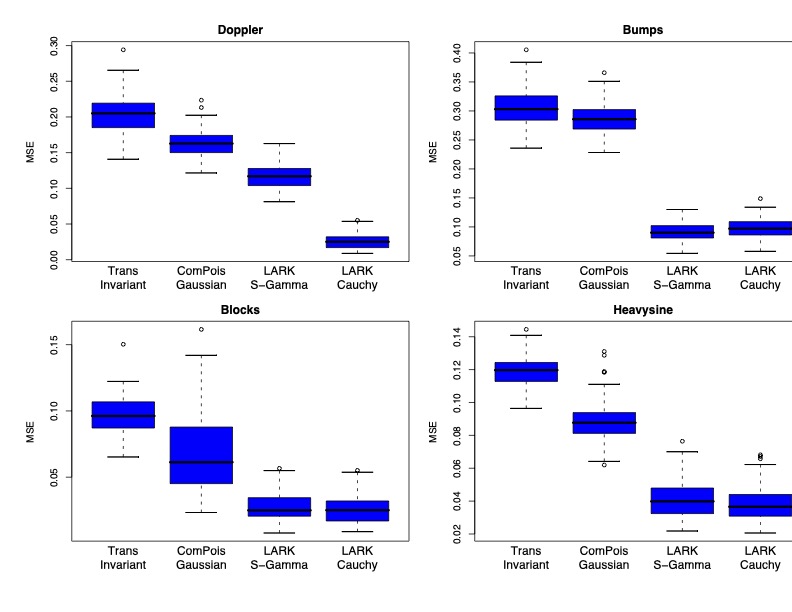 Doppler
MSE
0.30
0.25
0.20
0.15
0.10
0.05
0.00
Trans ComPois LARK LARK
Invariant Gaussian S−Gamma Cauchy
Bumps
MSE
0.40
0.35
0.30
0.25
0.20
0.15
0.10
0.05
Trans ComPois LARK LARK
Invariant Gaussian S−Gamma Cauchy
Blocks
MSE
0.15
0.10
0.05
Trans ComPois LARK LARK
Invariant Gaussian S−Gamma Cauchy
Heavysine
MSE
0.14
0.12
0.10
0.08
0.06
0.04
0.02
Trans ComPois LARK LARK
Invariant Gaussian S−Gamma Cauchy